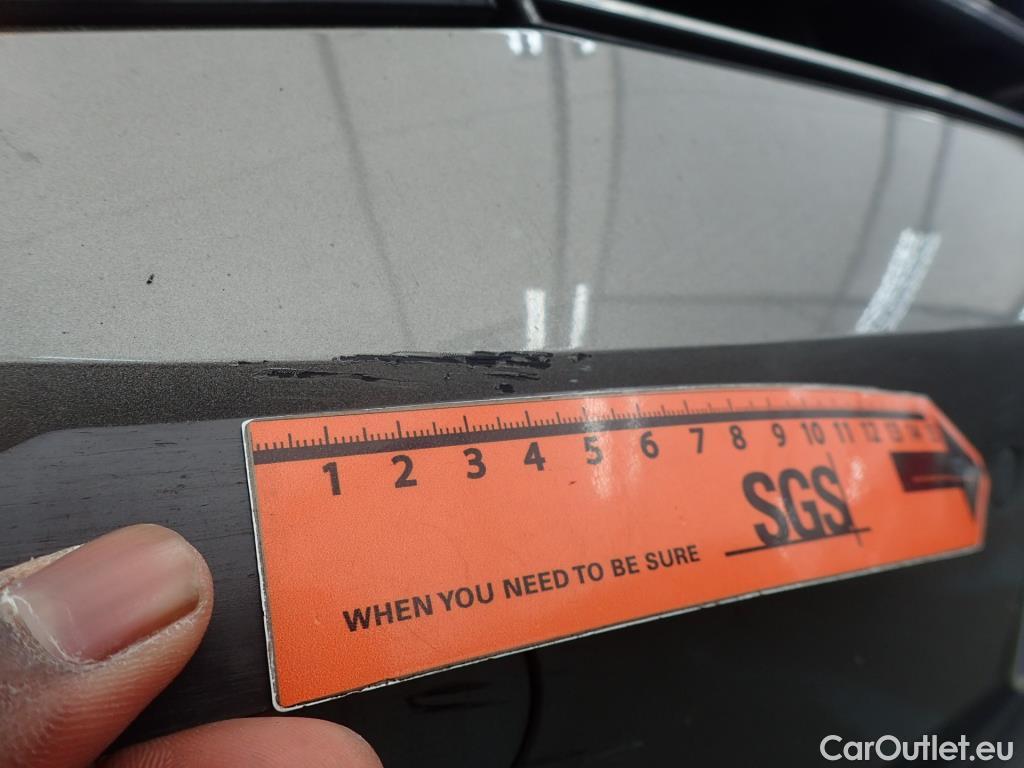 1 2 3 4 5 6 7 8 9 10 11 12 13 14 15
SGS
WHEN YOU NEED TO BE SURE
CarOutlet.eu